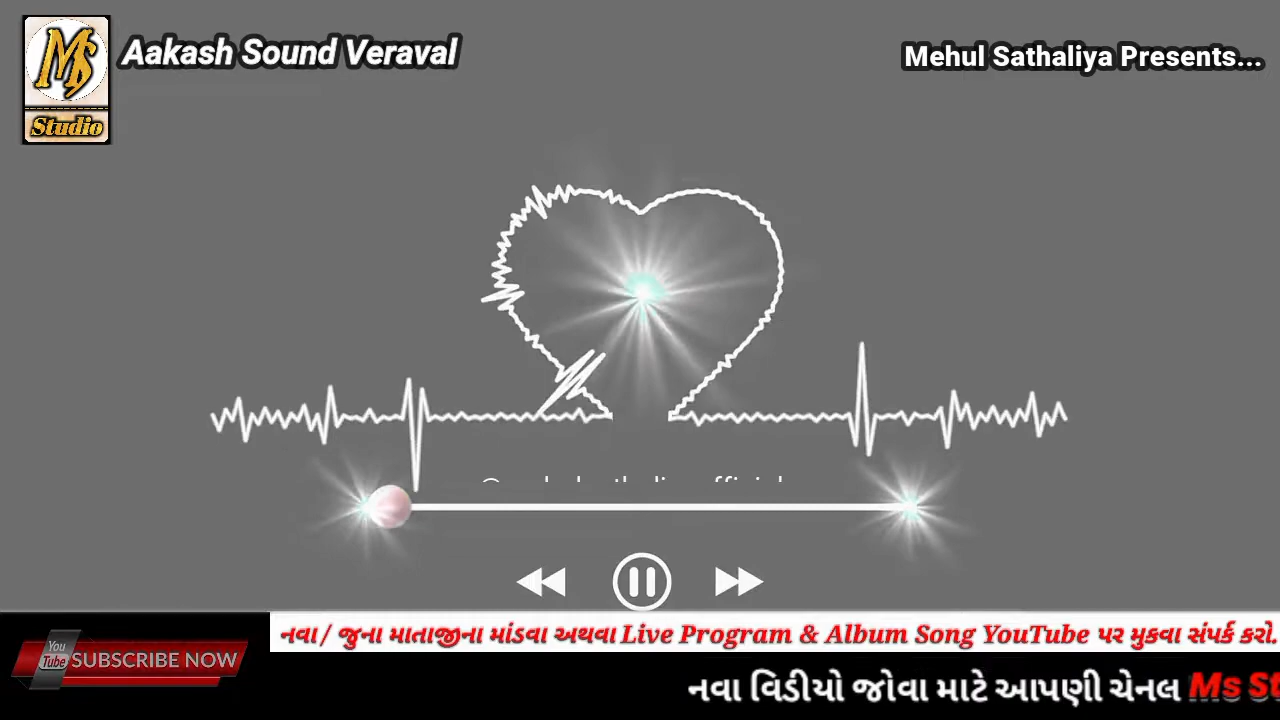 MS
Studio
Aakash Sound Veraval
Mehul Sathaliya Presents...
You
Tube
SUBSCRIBE NOW
નવા/ જુના માતાજીના માંડવા અથવા Live Program & Album Song YouTube પર મુકવા સંપર્ક કરો.
નવા વિડીયો જોવા માટે આપણી ચેનલ Ms